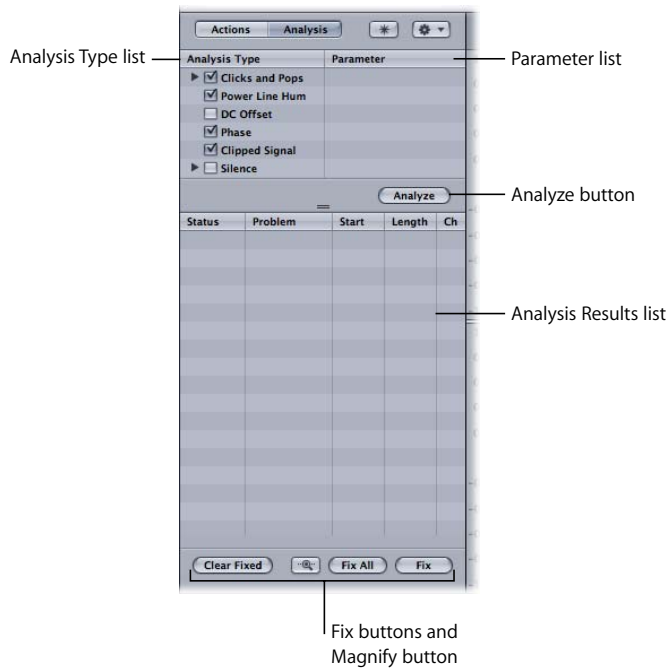 Actions Analysis
Analysis Type list
Analysis Type Parameter
Parameter list
Clicks and Pops
Power Line Hum
DC Offset
Phase
Clipped Signal
Silence
Analyze
Analyze button
Status Problem Start Length Ch
Analysis Results list
Clear Fixed Fix All Fix
Fix buttons and
Magnify button